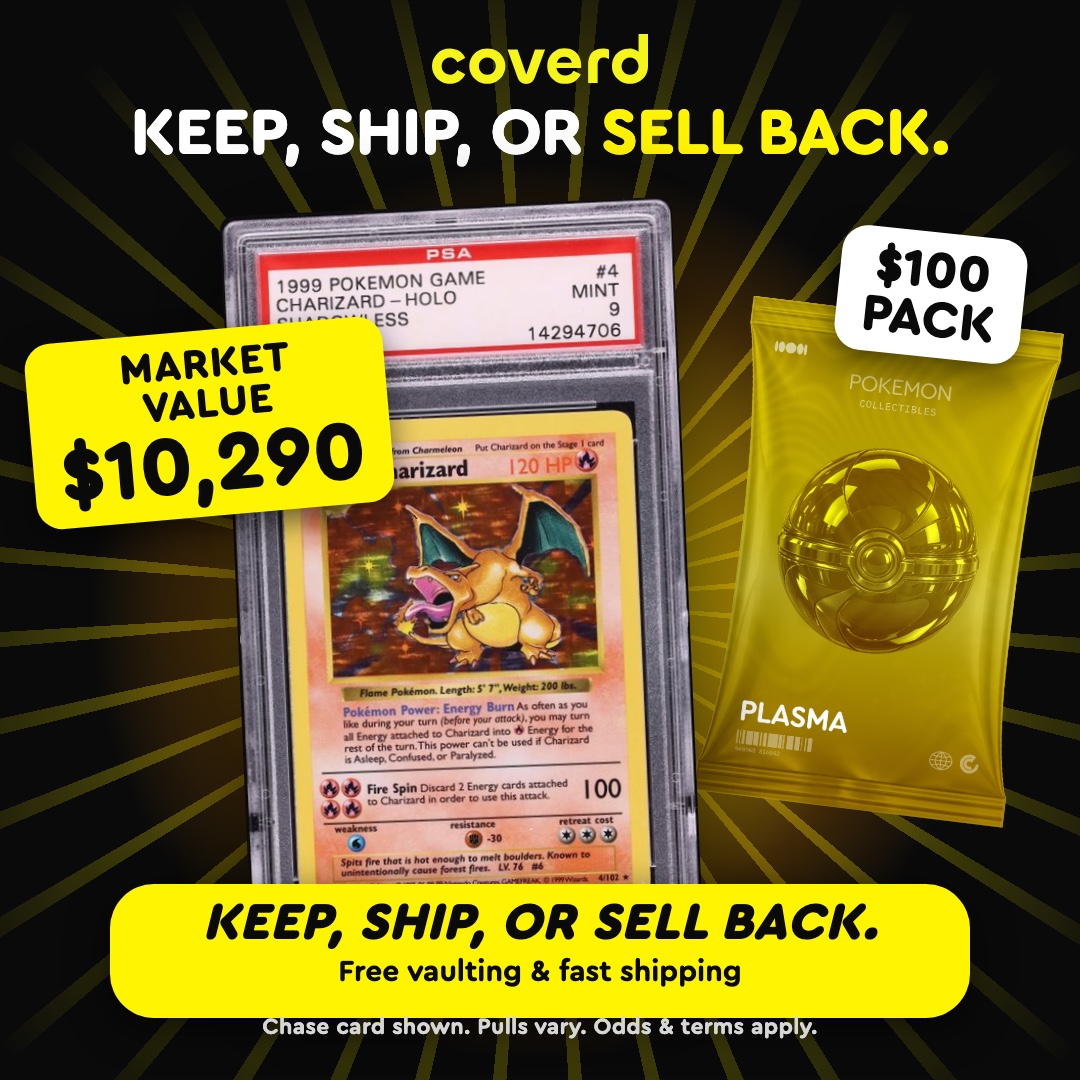 coverd
KEEP, SHIP, OR SELL BACK.
PSA
1999 POKEMON GAME #4
CHARIZARD – HOLO MINT
9
14294706
MARKET
VALUE
$10,290
$100
PACK
POKEMON
COLLECTIBLES
PLASMA
from Charmeleon Put Charizard on the Stage 1 card
120 HP
Flame Pokémon. Length: 5' 7", Weight: 200 lbs.
Pokémon Power: Energy Burn As often as you
like during your turn (before your attack), you may turn
all Energy attached to Charizard into Energy for the
rest of the turn. This power can't be used if Charizard
is Asleep, Confused, or Paralyzed.
Fire Spin Discard 2 Energy cards attached
to Charizard in order to use this attack. 100
weakness resistance retreat cost
-30
Spits fire that is hot enough to melt boulders. Known to
unintentionally cause forest fires. LV. 76 #6
4/102
KEEP, SHIP, OR SELL BACK.
Free vaulting & fast shipping
Chase card shown. Pulls vary. Odds & terms apply.